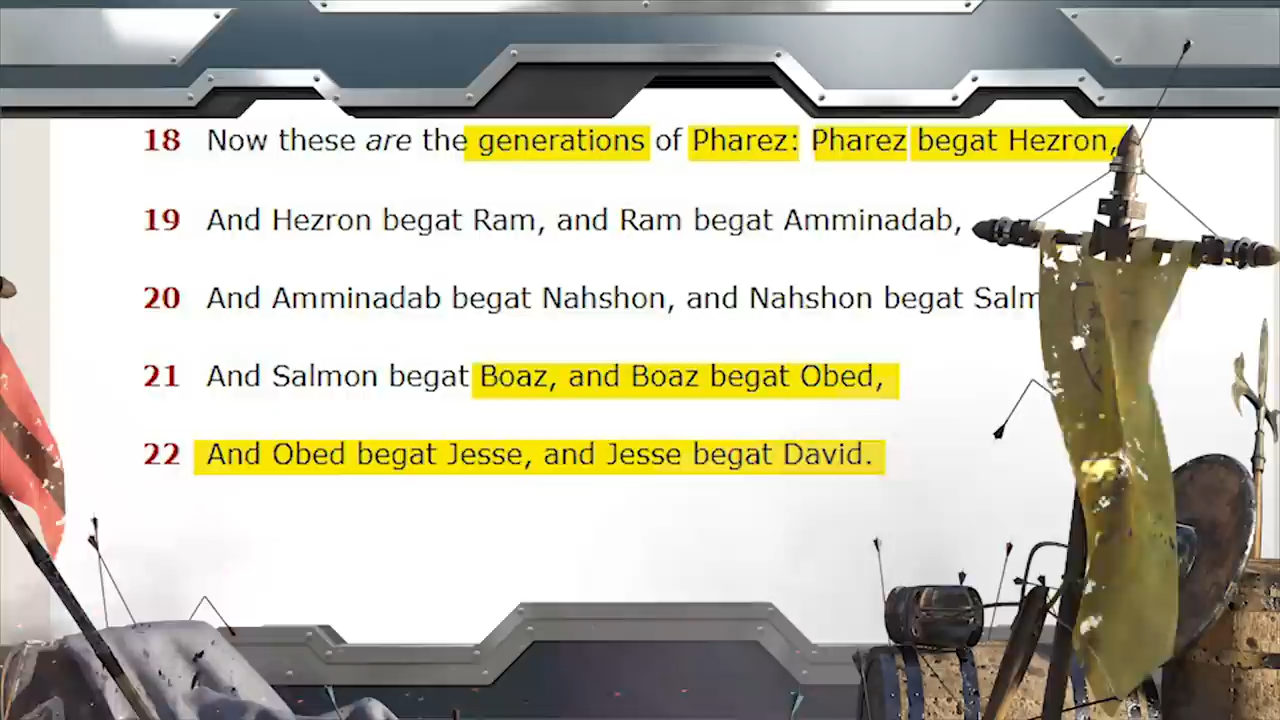 18 Now these are the generations of Pharez: Pharez begat Hezron,
19 And Hezron begat Ram, and Ram begat Amminadab,
20 And Amminadab begat Nahshon, and Nahshon begat
21 And Salmon begat Boaz, and Boaz begat Obed,
22 And Obed begat Jesse, and Jesse begat David.